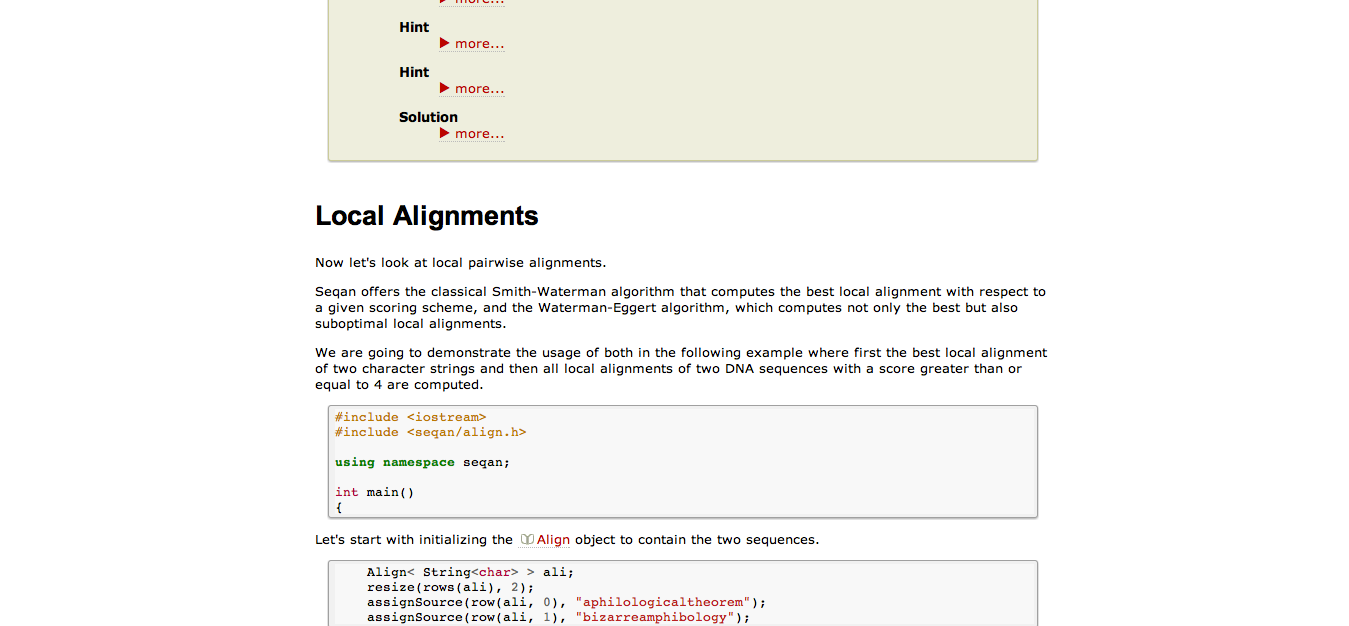 ▶ more...
Hint
▶ more...
Hint
▶ more...
Solution
▶ more...
Local Alignments
Now let's look at local pairwise alignments.
Seqan offers the classical Smith-Waterman algorithm that computes the best local alignment with respect to
a given scoring scheme, and the Waterman-Eggert algorithm, which computes not only the best but also
suboptimal local alignments.
We are going to demonstrate the usage of both in the following example where first the best local alignment
of two character strings and then all local alignments of two DNA sequences with a score greater than or
equal to 4 are computed.
#include <iostream>
#include <seqan/align.h>
using namespace seqan;
int main()
{
Let's start with initializing the Align object to contain the two sequences.
Align< String<char> > ali;
resize(rows(ali), 2);
assignSource(row(ali, 0), "aphilologicaltheorem");
assignSource(row(ali, 1), "bizarreamphibology");